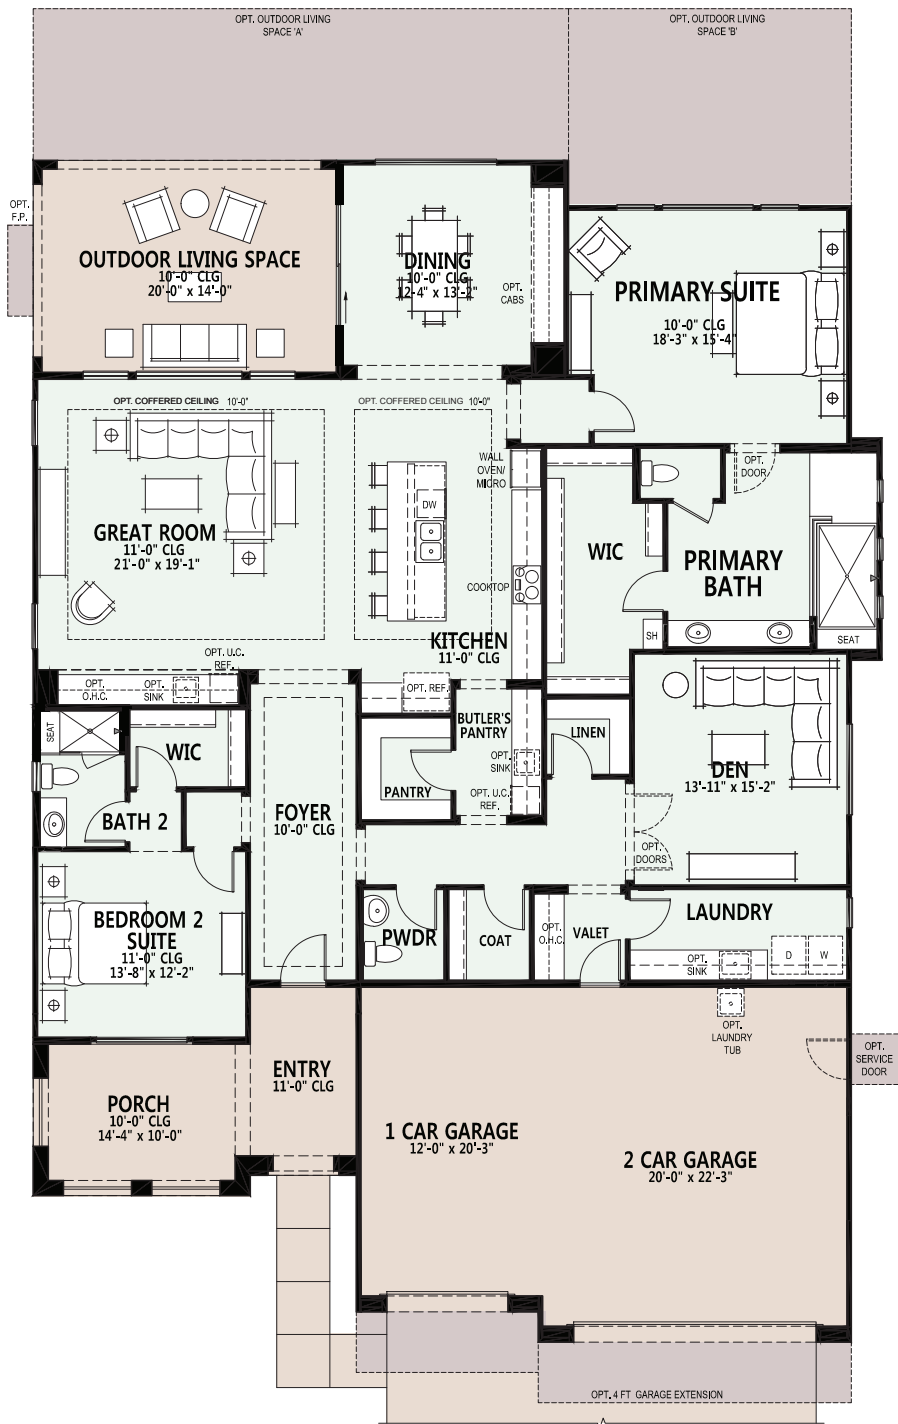 OPT. OUTDOOR LIVING
SPACE 'A'
OPT. OUTDOOR LIVING
SPACE 'B'
OPT.
F.P.
OUTDOOR LIVING SPACE
10'-0" CLG
20'-0" x 14'-0"
DINING
10'-0" CLG
12'-4" x 13'-2"
OPT.
CABS
PRIMARY SUITE
10'-0" CLG
18'-3" x 15'-4"
OPT. COFFERED CEILING 10'-0"
OPT. COFFERED CEILING 10'-0"
WALL
OVEN/
MICRO
OPT.
DOOR
DW
GREAT ROOM
11'-0" CLG
21'-0" x 19'-1"
WIC
PRIMARY
BATH
COOKTOP
KITCHEN
11'-0" CLG
SH
SEAT
OPT. U.C.
REF.
OPT.
O.H.C.
OPT.
SINK
OPT. REF.
SEAT
WIC
BUTLER'S
PANTRY
LINEN
OPT.
SINK
PANTRY
OPT. U.C.
REF.
DEN
13'-11" x 15'-2"
BATH 2
FOYER
10'-0" CLG
OPT.
DOORS
BEDROOM 2
SUITE
11'-0" CLG
13'-8" x 12'-2"
PWDR
COAT
OPT.
O.H.C.
VALET
LAUNDRY
OPT.
SINK
D
W
OPT.
LAUNDRY
TUB
OPT.
SERVICE
DOOR
ENTRY
11'-0" CLG
PORCH
10'-0" CLG
14'-4" x 10'-0"
1 CAR GARAGE
12'-0" x 20'-3"
2 CAR GARAGE
20'-0" x 22'-3"
OPT. 4 FT GARAGE EXTENSION